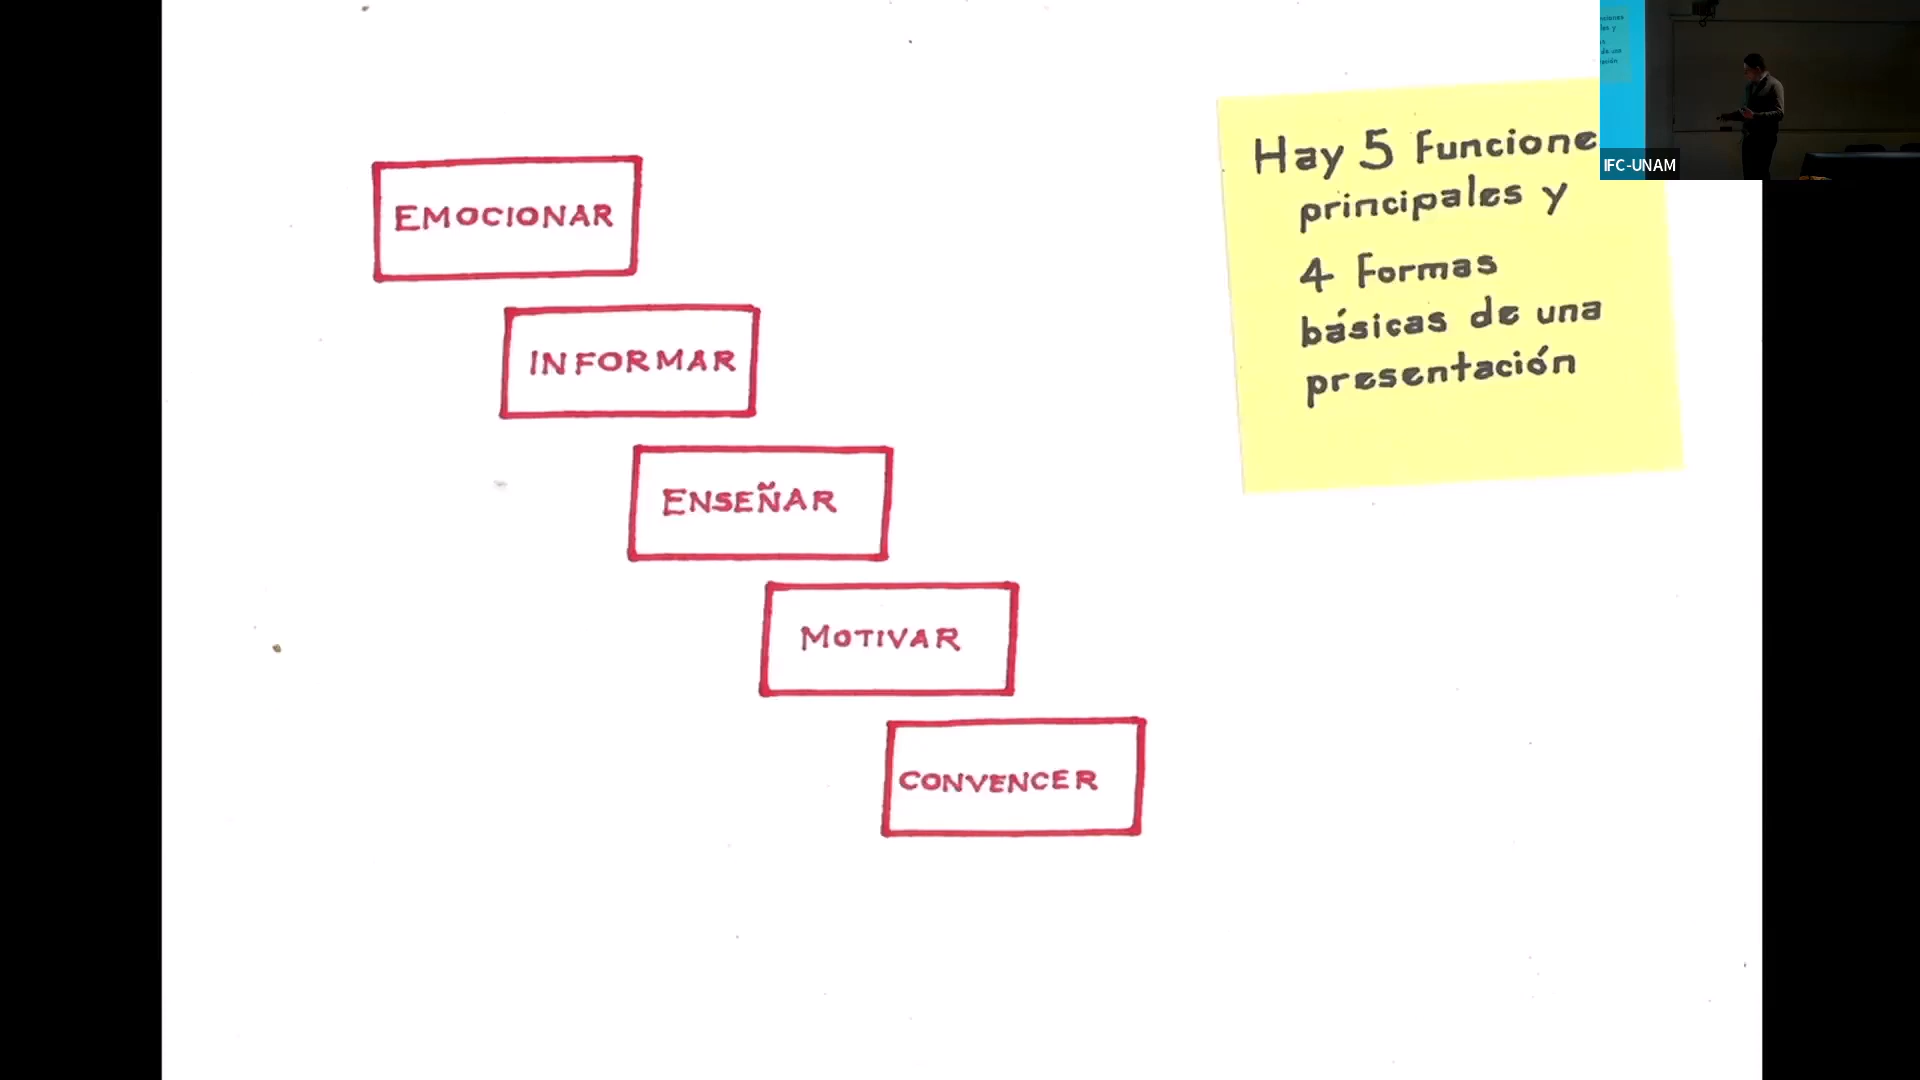 EMOCIONAR
INFORMAR
ENSEÑAR
MOTIVAR
CONVENCER
Hay 5 Funcione
principales y
4 Formas
básicas de una
presentación
IFC-UNAM